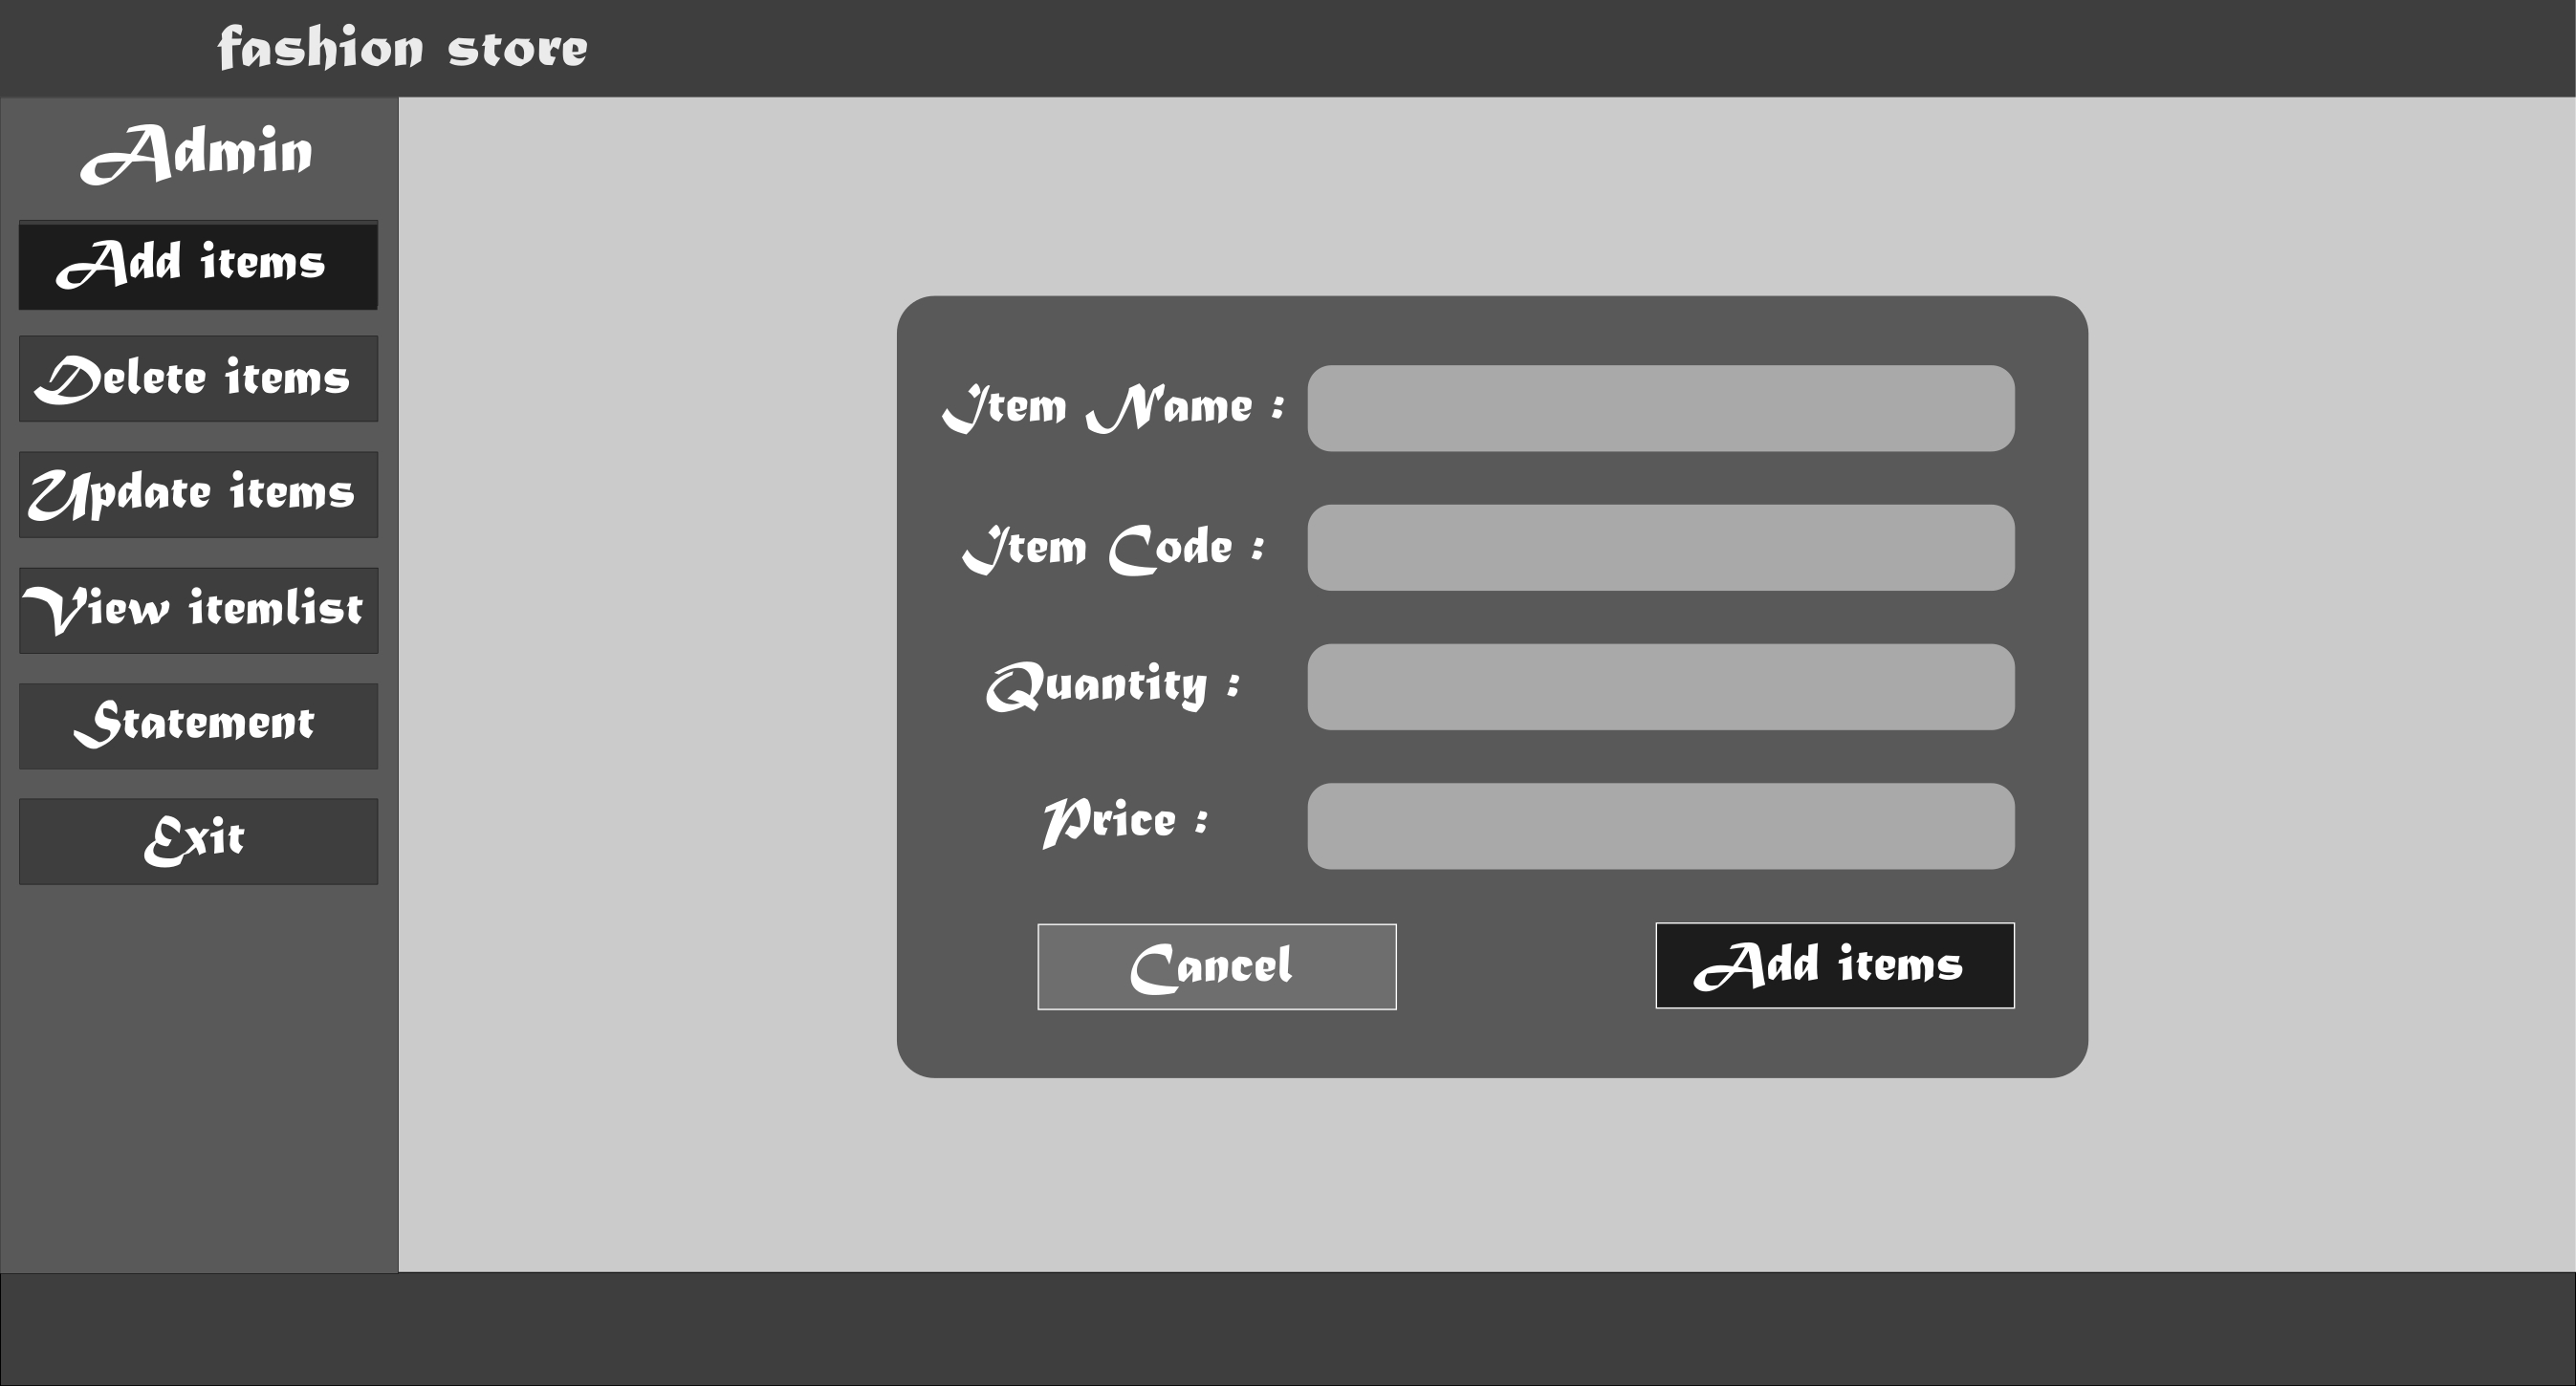 fashion store
Admin
Add items
Delete items
Update items
View itemlist
Statement
Exit
Item Name :
Item Code :
Quantity :
Price :
Cancel
Add items